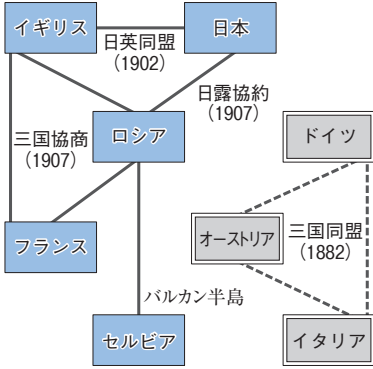 イギリス
日本
日英同盟
(1902)
日露協約
(1907)
三国協商
(1907)
ロシア
ドイツ
フランス
オーストリア
三国同盟
(1882)
バルカン半島
セルビア
イタリア